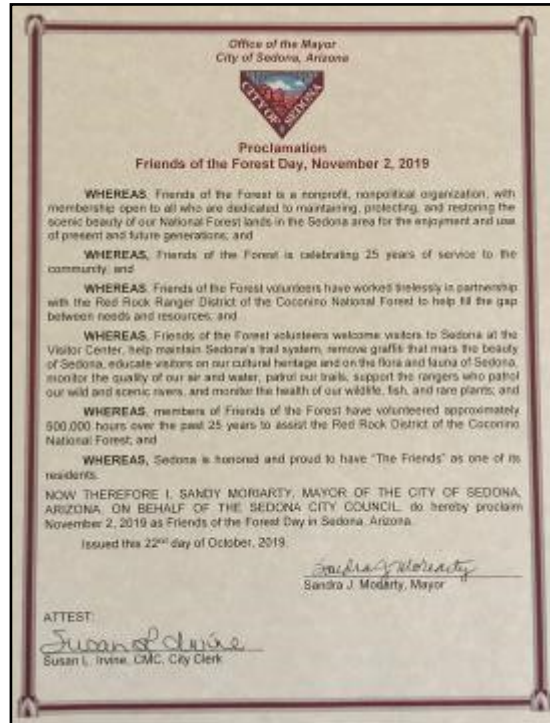 Office of the Mayor
City of Sedona, Arizona
CITY OF SEDONA
Proclamation
Friends of the Forest Day, November 2, 2019
WHEREAS, Friends of the Forest is a nonprofit, nonpolitical organization, with
membership open to all who are dedicated to maintaining, protecting, and restoring the
scenic beauty of our National Forest lands in the Sedona area for the enjoyment and use
of present and future generations; and
WHEREAS, Friends of the Forest is celebrating 25 years of service to the
community; and
WHEREAS, Friends of the Forest volunteers have worked tirelessly in partnership
with the Red Rock Ranger District of the Coconino National Forest to help fill the gap
between needs and resources; and
WHEREAS, Friends of the Forest volunteers welcome visitors to Sedona at the
Visitor Center, help maintain Sedona's trail system, remove graffiti that mars the beauty
of Sedona, educate visitors on our cultural heritage and on the flora and fauna of Sedona,
monitor the quality of our air and water, patrol our trails, support the rangers who patrol
our wild and scenic rivers, and monitor the health of our wildlife, fish, and rare plants; and
WHEREAS, members of Friends of the Forest have volunteered approximately
500,000 hours over the past 25 years to assist the Red Rock District of the Coconino
National Forest; and
WHEREAS, Sedona is honored and proud to have "The Friends" as one of its
residents.
NOW THEREFORE I, SANDY MORIARTY, MAYOR OF THE CITY OF SEDONA,
ARIZONA, ON BEHALF OF THE SEDONA CITY COUNCIL, do hereby proclaim
November 2, 2019 as Friends of the Forest Day in Sedona, Arizona.
Issued this 22nd day of October, 2019.
Sandra J Moriarty
Sandra J. Moriarty, Mayor
ATTEST:
Susan L Irvine
Susan L. Irvine, CMC, City Clerk